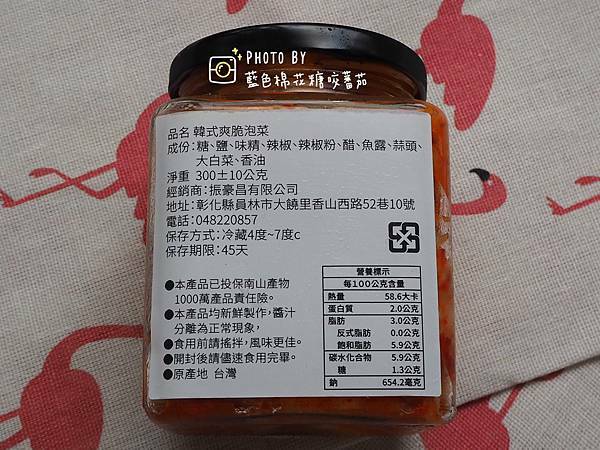 PHOTO BY
藍色棉花糖咬蕃茄
品名 韓式爽脆泡菜
成份:糖、鹽、味精、辣椒、辣椒粉、醋、魚露、蒜頭、
大白菜、香油
淨重 300±10公克
經銷商:振豪昌有限公司
地址:彰化縣員林市大饒里香山西路52巷10號
電話:048220857
保存方式:冷藏4度~7度c
保存期限:45天
●本產品已投保南山產物
1000萬產品責任險。
●本產品均新鮮製作,醬汁
分離為正常現象,
●食用前請攪拌,風味更佳。
●開封後請儘速食用完畢。
●原產地 台灣
營養標示
每100公克含量
熱量 58.6大卡
蛋白質 2.0公克
脂肪 3.0公克
反式脂肪 0.0公克
飽和脂肪 5.9公克
碳水化合物 5.9公克
糖 1.3公克
鈉 654.2毫克